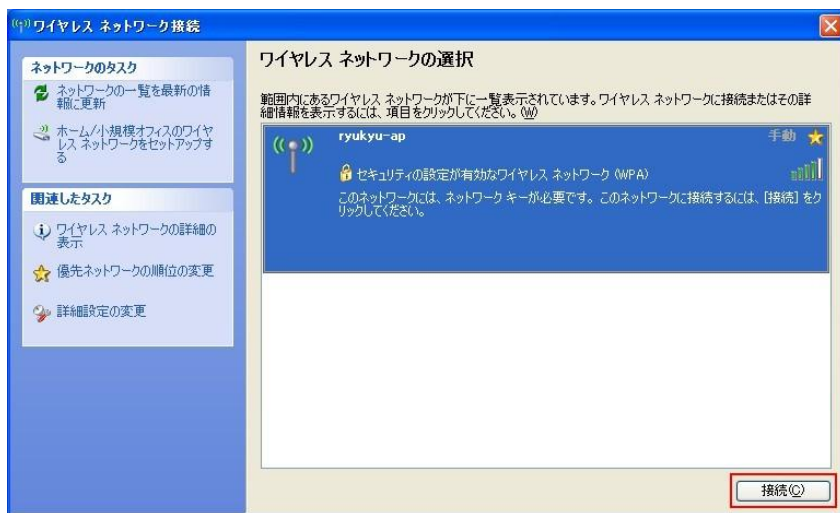 ワイヤレス ネットワーク接続
ネットワークのタスク
ネットワークの一覧を最新の情
報に更新
ホーム/小規模オフィスのワイヤ
レス ネットワークをセットアップす
る
関連したタスク
ワイヤレス ネットワークの詳細の
表示
優先ネットワークの順位の変更
詳細設定の変更
ワイヤレス ネットワークの選択
範囲内にあるワイヤレス ネットワークが下に一覧表示されています。ワイヤレス ネットワークに接続またはその詳
細情報を表示するには、項目をクリックしてください。(W)
ryukyu-ap
手動
セキュリティの設定が有効なワイヤレス ネットワーク (WPA)
このネットワークには、ネットワーク キーが必要です。このネットワークに接続するには、[接続] をク
リックしてください。
接続(C)